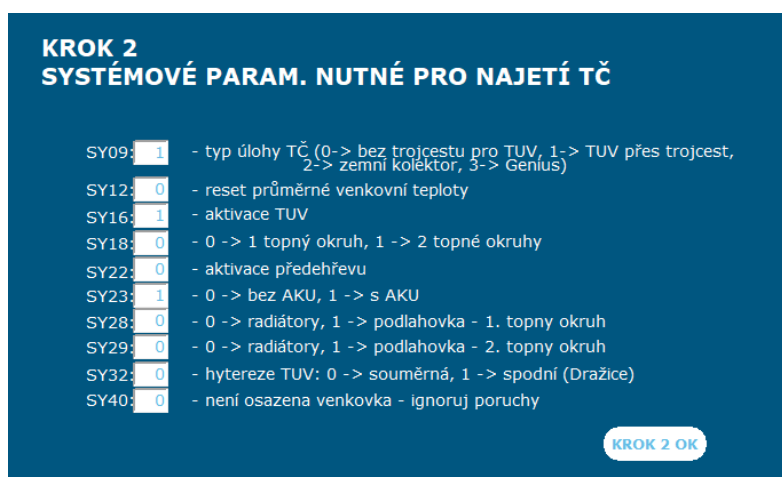 KROK 2
SYSTÉMOVÉ PARAM. NUTNÉ PRO NAJETÍ TČ
SY09: 1 - typ úlohy TČ (0-> bez trojcestu pro TUV, 1-> TUV přes trojcest,
2-> zemní kolektor, 3-> Genius)
SY12: 0 - reset průměrné venkovní teploty
SY16: 1 - aktivace TUV
SY18: 0 - 0 -> 1 topný okruh, 1 -> 2 topné okruhy
SY22: 0 - aktivace předehřevu
SY23: 1 - 0 -> bez AKU, 1 -> s AKU
SY28: 0 - 0 -> radiátory, 1 -> podlahovka - 1. topny okruh
SY29: 0 - 0 -> radiátory, 1 -> podlahovka - 2. topny okruh
SY32: 0 - hytereze TUV: 0 -> souměrná, 1 -> spodní (Dražice)
SY40: 0 - není osazena venkovka - ignoruj poruchy
KROK 2 OK